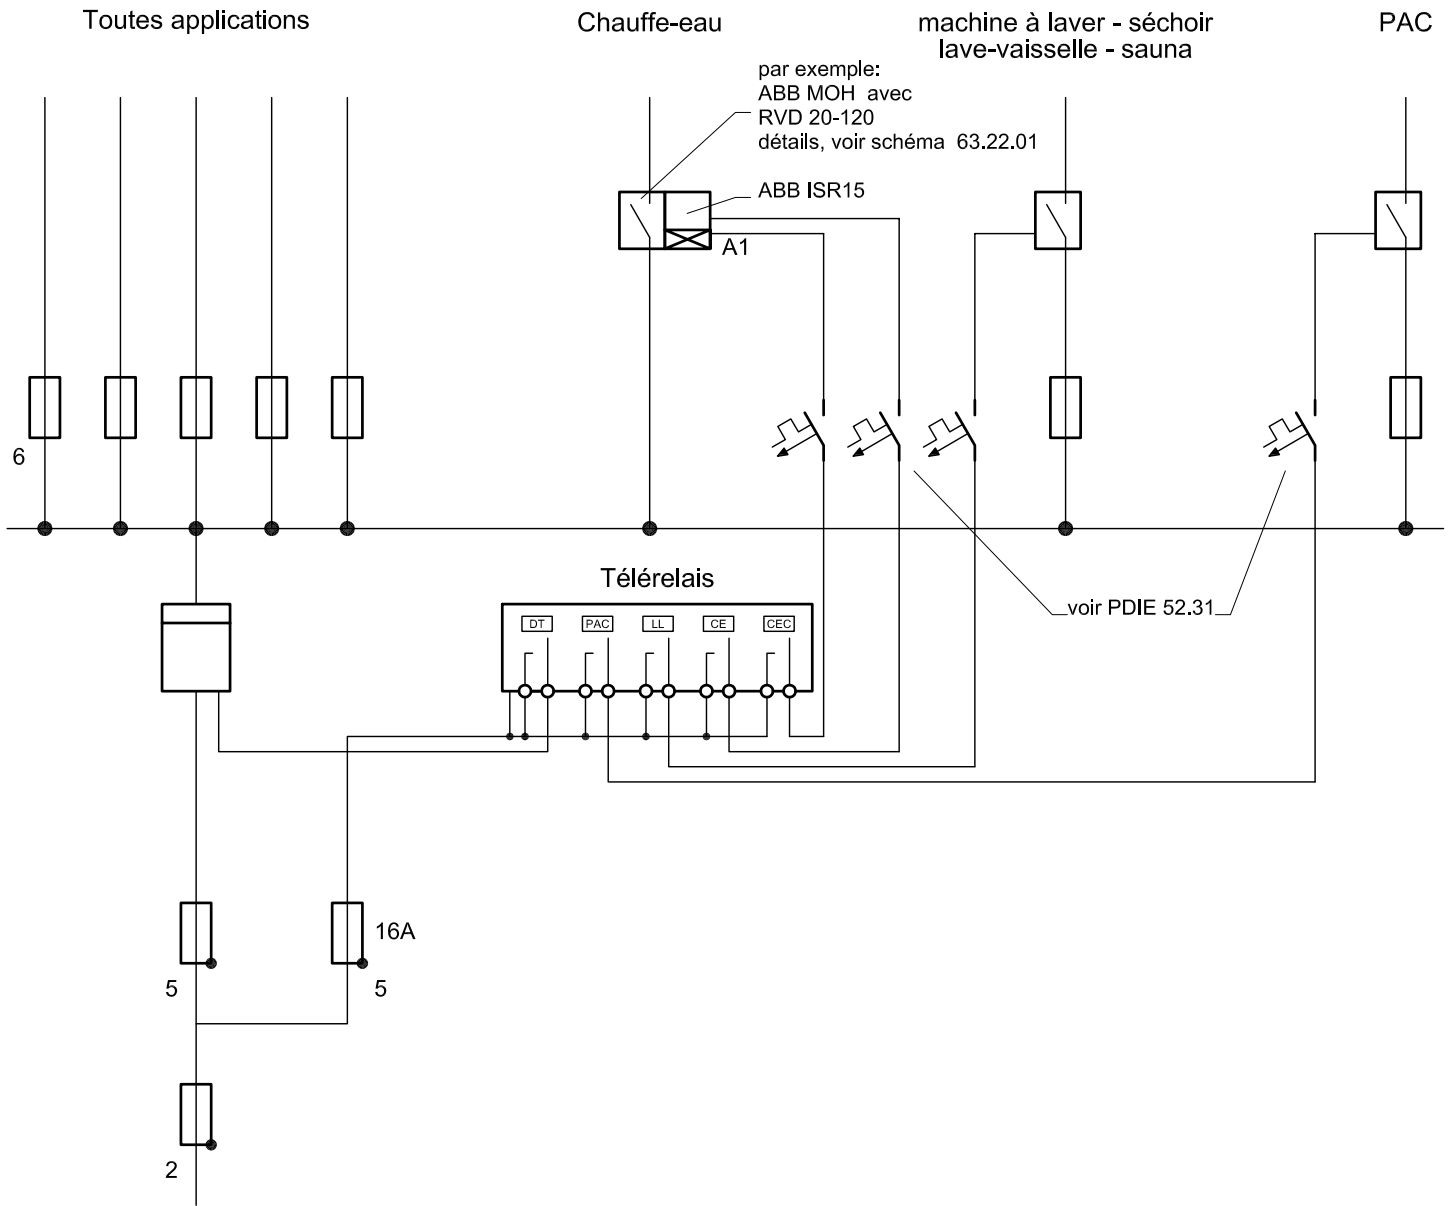 Toutes applications
Chauffe-eau
machine à laver - séchoir
lave-vaisselle - sauna
PAC
par exemple:
ABB MOH avec
RVD 20-120
détails, voir schéma 63.22.01
ABB ISR15
A1
6
Télérelais
voir PDIE 52.31
DT
PAC
LL
CE
CEC
16A
5
5
2